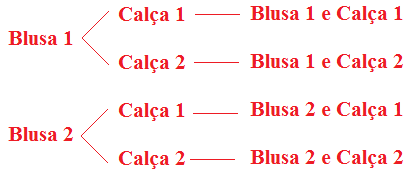 Calça 1 Blusa 1 e Calça 1
Blusa 1
Calça 2 Blusa 1 e Calça 2
Calça 1 Blusa 2 e Calça 1
Blusa 2
Calça 2 Blusa 2 e Calça 2